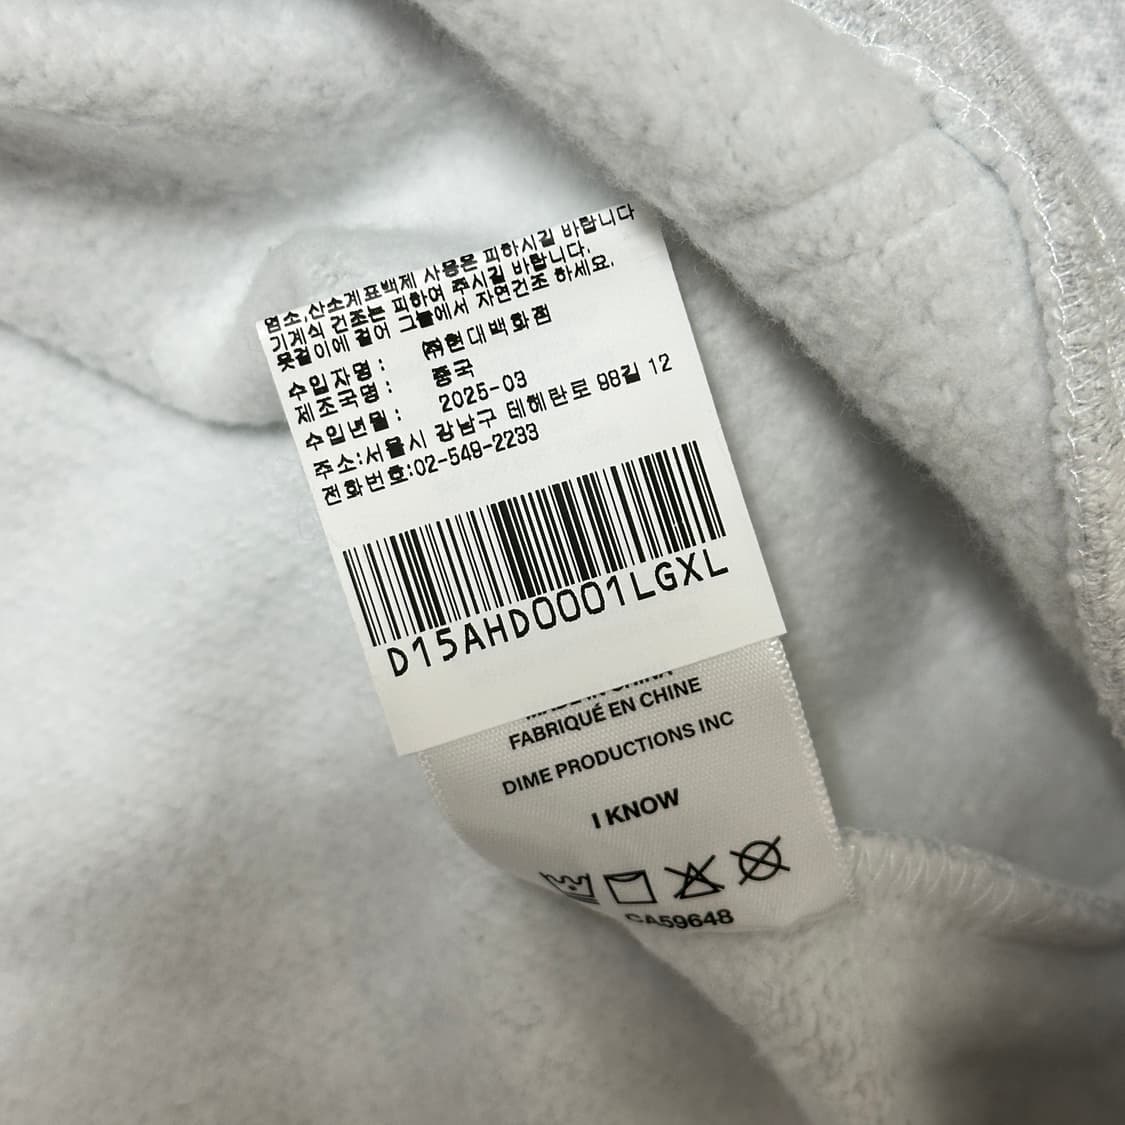 염소,산소계표백제 사용은 피하시길 바랍니다
기계식 건조는 피하여 주시길 바랍니다.
옷걸이에 걸어 그늘에서 자연건조 하세요.
수입자명 : ㈜현대백화점
제조국명 : 중국
수입년월 : 2025-03
주소:서울시 강남구 테헤란로 98길 12
전화번호:02-549-2233
D15AHD0001LGXL
MADE IN CHINA
FABRIQUÉ EN CHINE
DIME PRODUCTIONS INC
I KNOW
CA59648